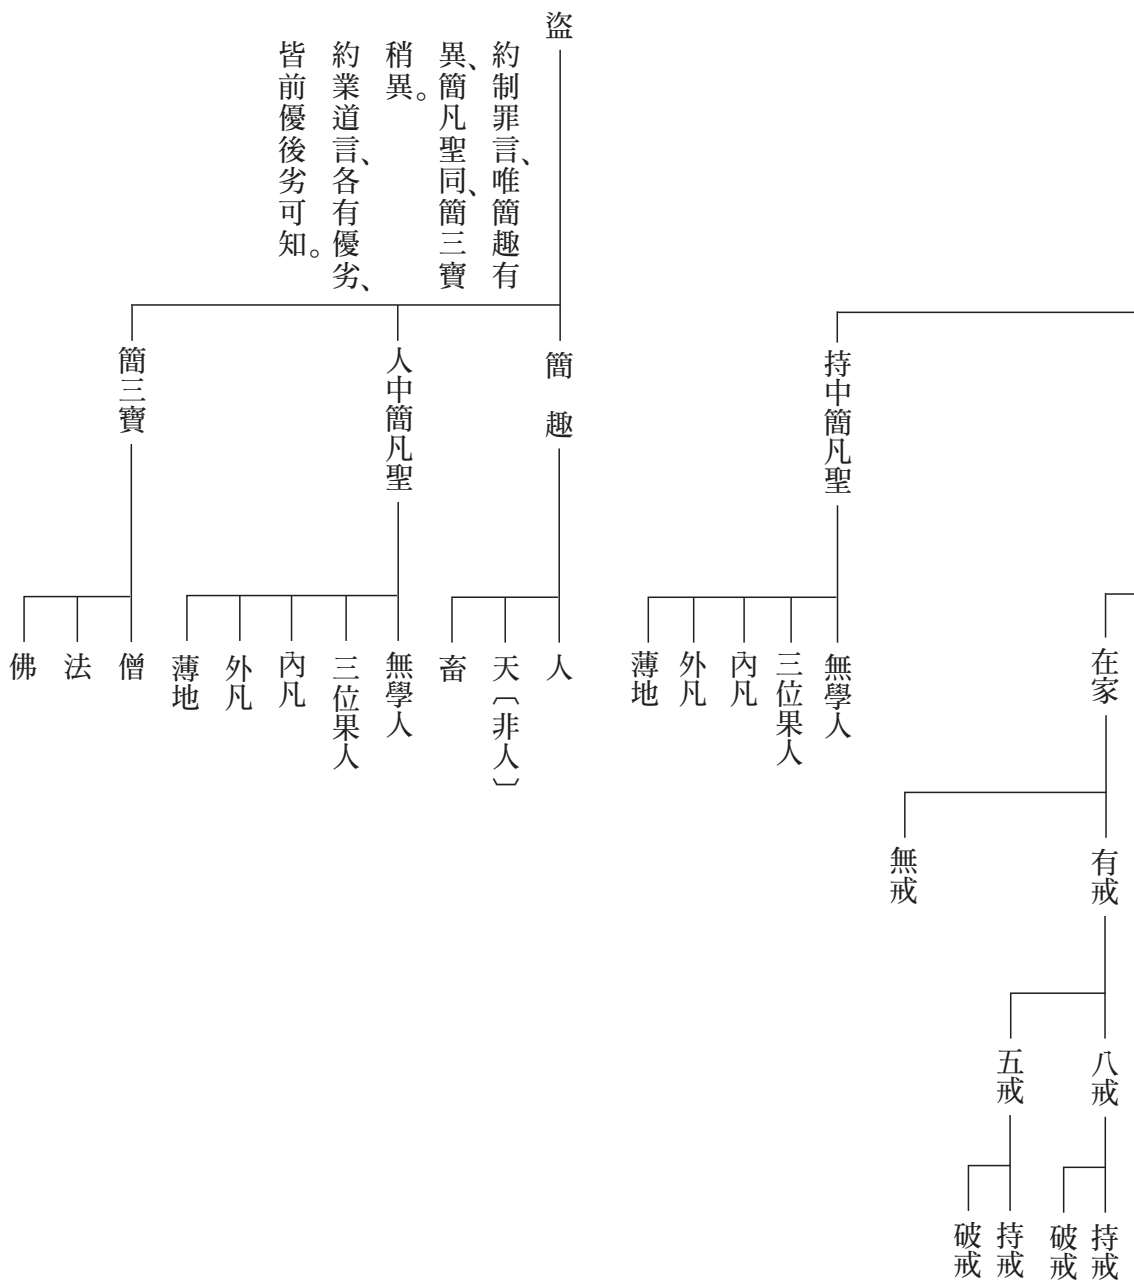 在家
有戒
八戒
持戒
破戒
五戒
持戒
破戒
無戒
持中簡凡聖
無學人
三位果人
內凡
外凡
薄地
盜
約制罪言、唯簡趣有
異、簡凡聖同、簡三寶
稍異。
約業道言、各有優劣、
皆前優後劣可知。
簡趣
人
天〔非人〕
畜
人中簡凡聖
無學人
三位果人
內凡
外凡
薄地
簡三寶
僧
法
佛